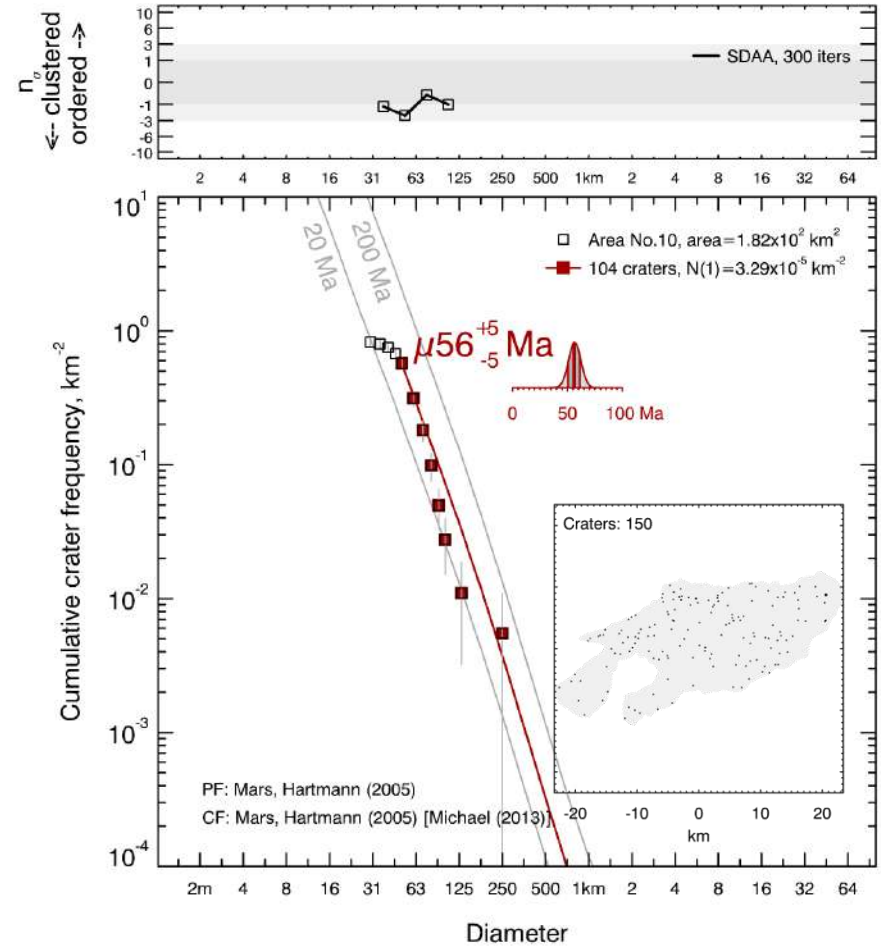 10
6
3
1
0
-1
-3
-6
-10
nσ
<-- clustered
ordered -->
SDAA, 300 iters
2 4 8 16 31 63 125 250 500 1km 2 4 8 16 32 64
10^1
10^0
10^-1
10^-2
10^-3
10^-4
Cumulative crater frequency, km^-2
20 Ma
200 Ma
Area No.10, area=1.82x10^2 km^2
104 craters, N(1)=3.29x10^-5 km^-2
μ56 +5 -5 Ma
0 50 100 Ma
Craters: 150
-20 -10 0 10 20
km
PF: Mars, Hartmann (2005)
CF: Mars, Hartmann (2005) [Michael (2013)]
2m 4 8 16 31 63 125 250 500 1km 2 4 8 16 32 64
Diameter